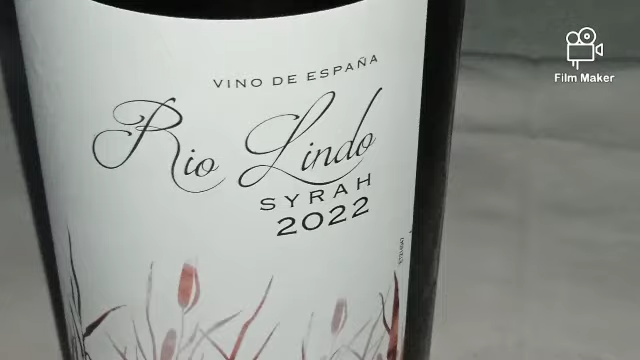 VINO DE ESPAÑA
Rio Lindo
SYRAH
2022
Film Maker